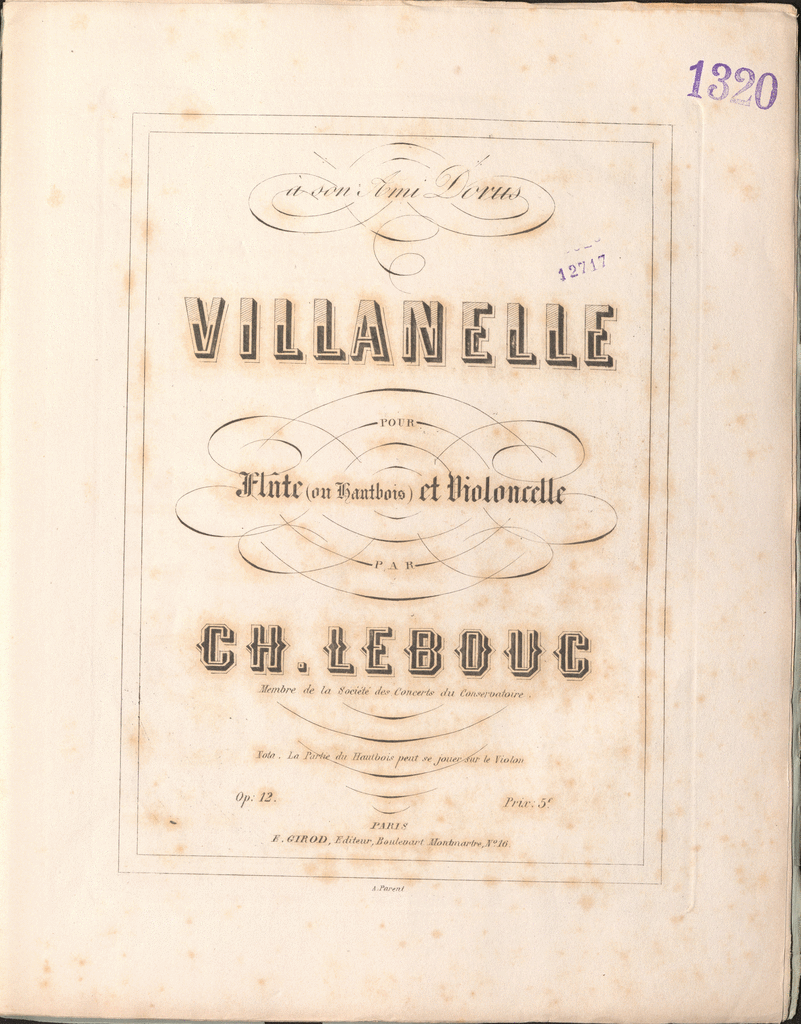 1320
à son Ami Dorus
12717
VILLANELLE
POUR
Flûte (ou Hautbois) et Violoncelle
PAR
CH. LEBOUC
Membre de la Société des Concerts du Conservatoire.
Nota. La Partie du Hautbois peut se jouer sur le Violon
Op: 12. Prix: 5f
PARIS
E. GIROD, Editeur, Boulevart Montmartre, No 16.
A. Parent